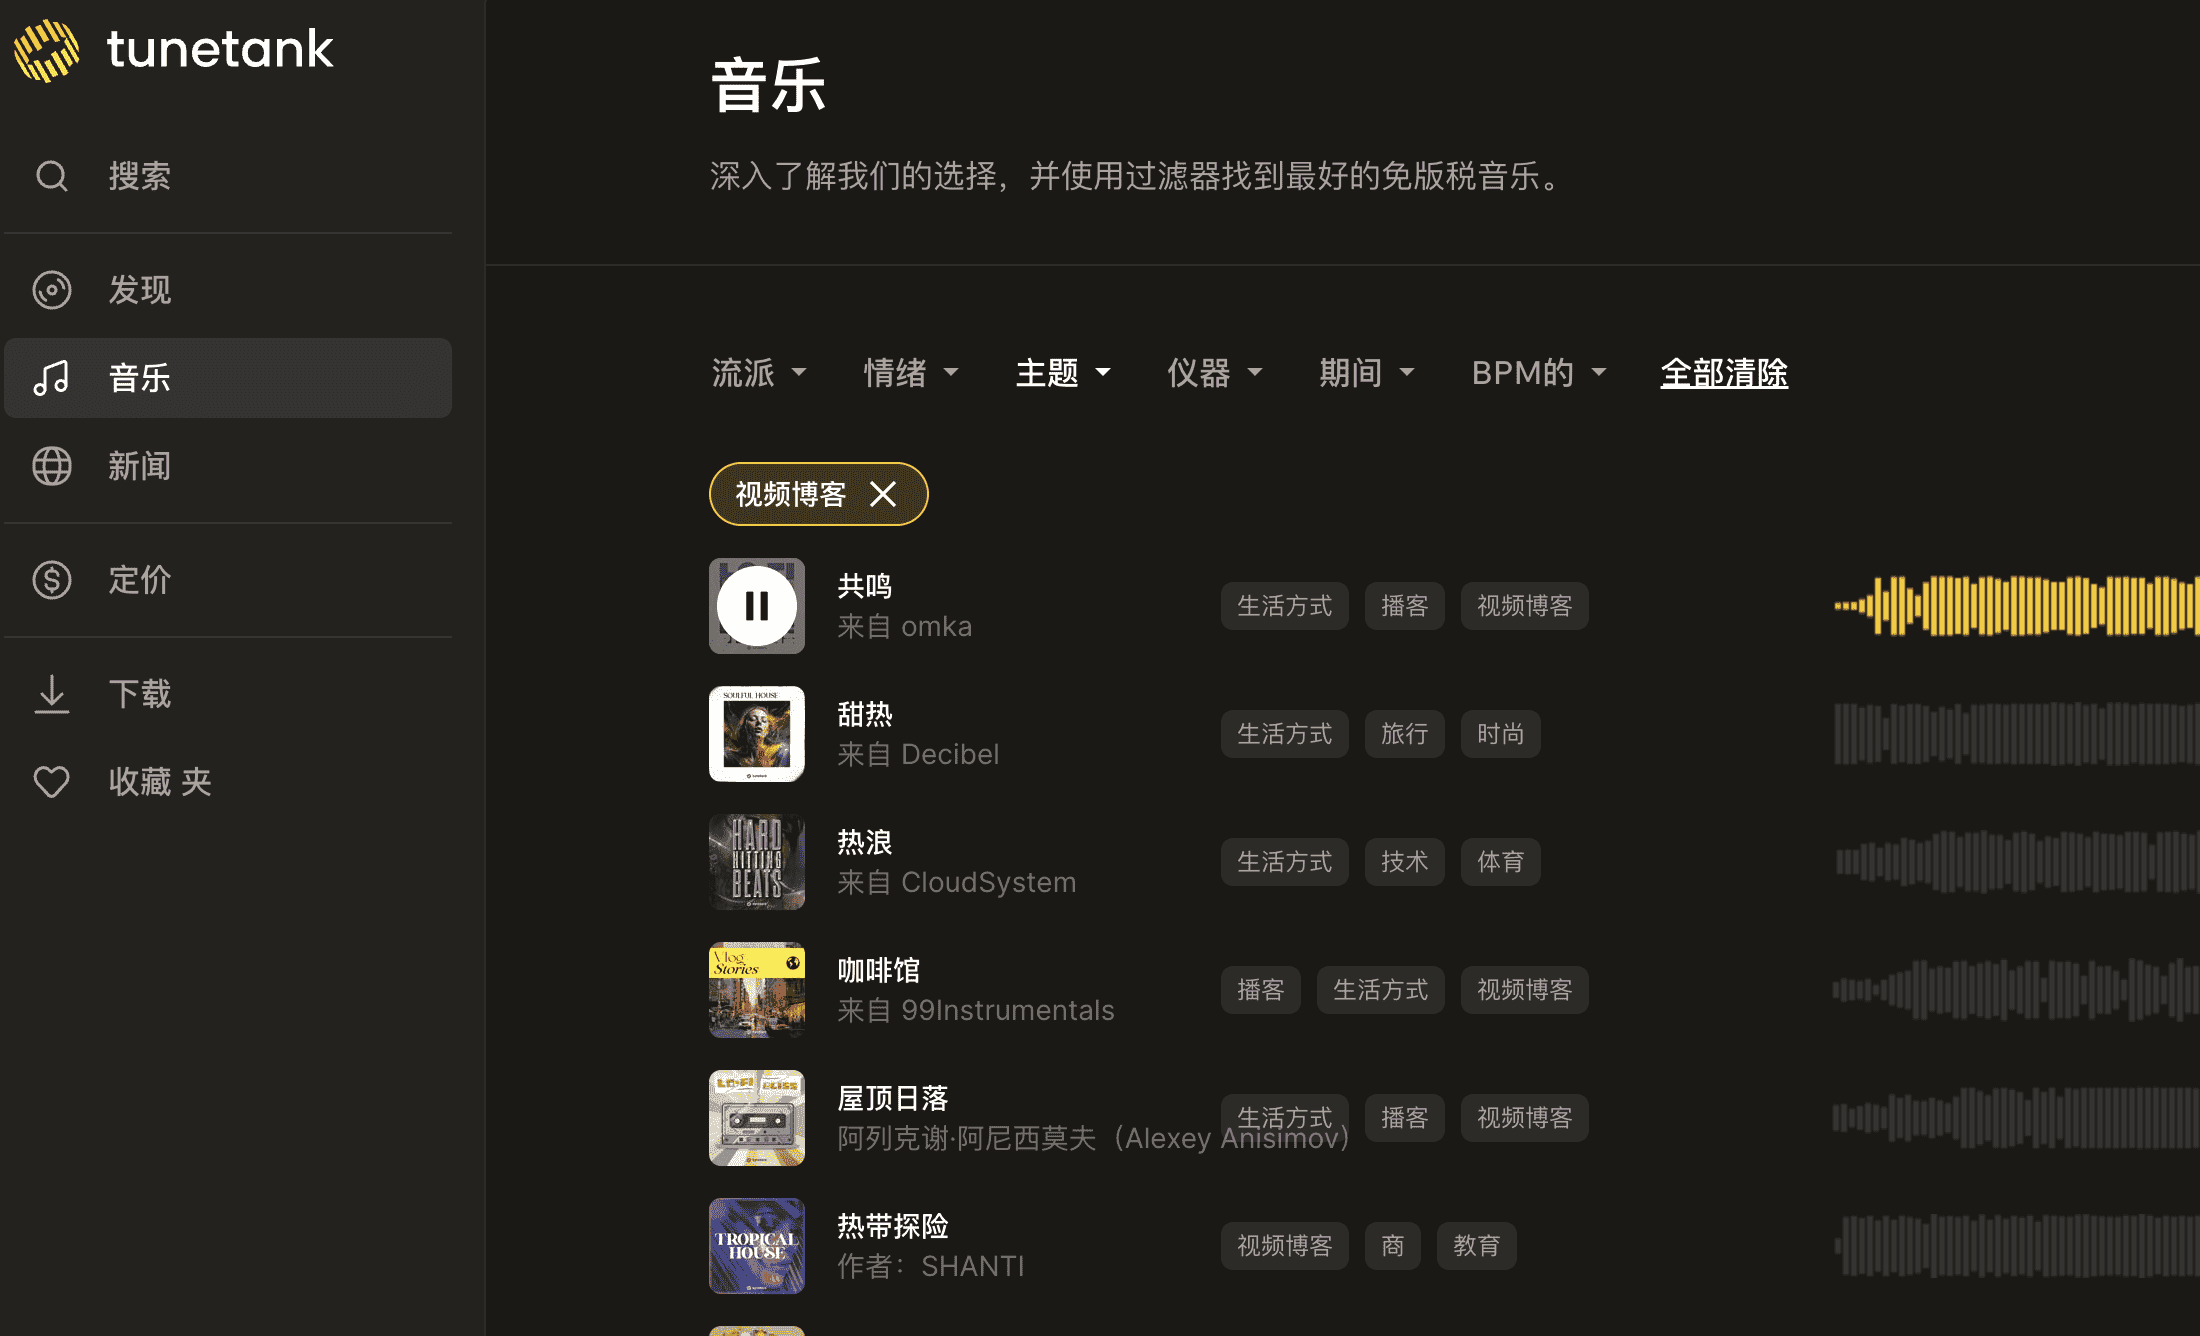 tunetank
搜索
发现
音乐
新闻
定价
下载
收藏 夹
音乐
深入了解我们的选择，并使用过滤器找到最好的免版税音乐。
流派 情绪 主题 仪器 期间 BPM的 全部清除
视频博客
共鸣
来自 omka
生活方式 播客 视频博客
SOULFUL HOUSE
甜热
来自 Decibel
生活方式 旅行 时尚
HARD
HITTING
BEATS
热浪
来自 CloudSystem
生活方式 技术 体育
Vlog
Stories
咖啡馆
来自 99Instrumentals
播客 生活方式 视频博客
LO-FI BLISS
屋顶日落
阿列克谢·阿尼西莫夫（Alexey Anisimov）
生活方式 播客 视频博客
TROPICAL
HOUSE
热带探险
作者：SHANTI
视频博客 商 教育